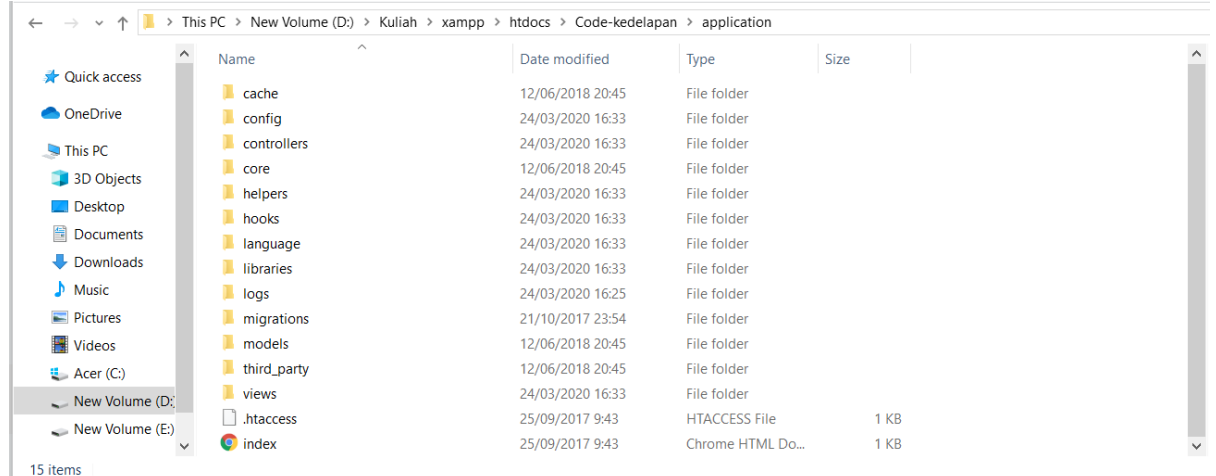 This PC > New Volume (D:) > Kuliah > xampp > htdocs > Code-kedelapan > application
Quick access
OneDrive
This PC
3D Objects
Desktop
Documents
Downloads
Music
Pictures
Videos
Acer (C:)
New Volume (D:)
New Volume (E:)
Name Date modified Type Size
cache 12/06/2018 20:45 File folder
config 24/03/2020 16:33 File folder
controllers 24/03/2020 16:33 File folder
core 12/06/2018 20:45 File folder
helpers 24/03/2020 16:33 File folder
hooks 24/03/2020 16:33 File folder
language 24/03/2020 16:33 File folder
libraries 24/03/2020 16:33 File folder
logs 24/03/2020 16:25 File folder
migrations 21/10/2017 23:54 File folder
models 12/06/2018 20:45 File folder
third_party 12/06/2018 20:45 File folder
views 24/03/2020 16:33 File folder
.htaccess 25/09/2017 9:43 HTACCESS File 1 KB
index 25/09/2017 9:43 Chrome HTML Do... 1 KB
15 items